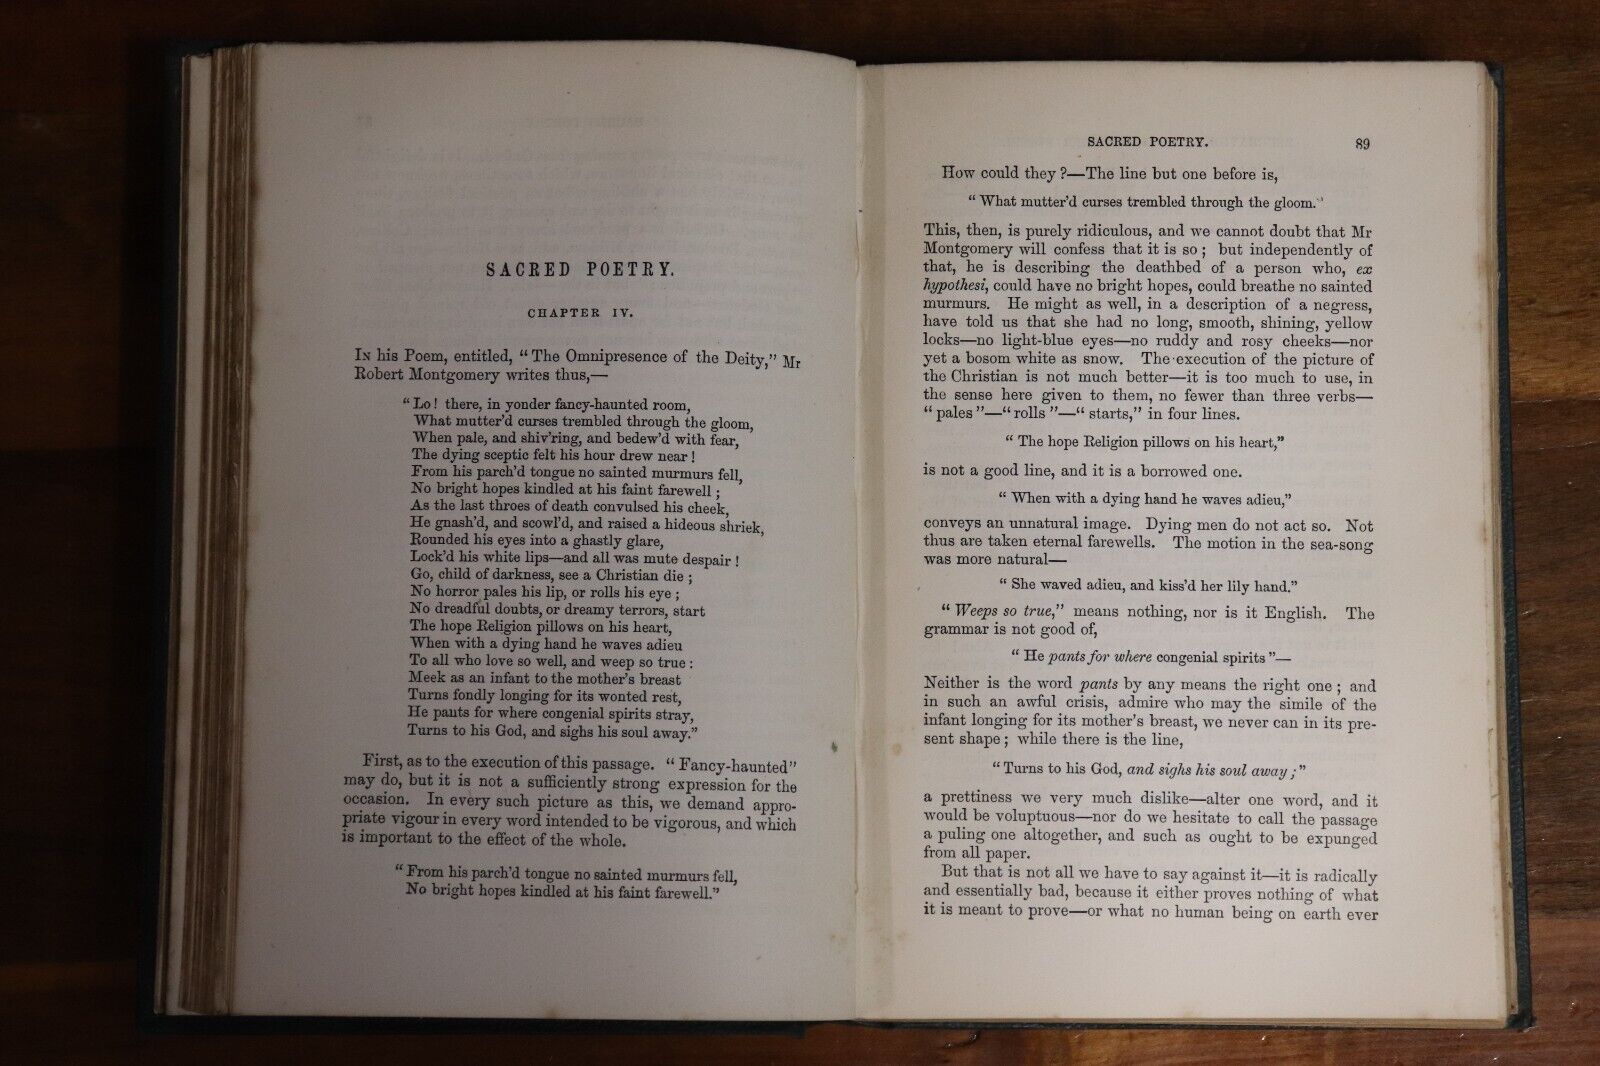 SACRED POETRY.
CHAPTER IV.
IN his Poem, entitled, “The Omnipresence of the Deity,” Mr
Robert Montgomery writes thus,—
“Lo! there, in yonder fancy-haunted room,
What mutter'd curses trembled through the gloom,
When pale, and shiv'ring, and bedew'd with fear,
The dying sceptic felt his hour drew near!
From his parch'd tongue no sainted murmurs fell,
No bright hopes kindled at his faint farewell;
As the last throes of death convulsed his cheek,
He gnash'd, and scowl'd, and raised a hideous shriek,
Rounded his eyes into a ghastly glare,
Lock'd his white lips—and all was mute despair!
Go, child of darkness, see a Christian die;
No horror pales his lip, or rolls his eye;
No dreadful doubts, or dreamy terrors, start
The hope Religion pillows on his heart,
When with a dying hand he waves adieu
To all who love so well, and weep so true:
Meek as an infant to the mother's breast
Turns fondly longing for its wonted rest,
He pants for where congenial spirits stray,
Turns to his God, and sighs his soul away.”
First, as to the execution of this passage. “Fancy-haunted”
may do, but it is not a sufficiently strong expression for the
occasion. In every such picture as this, we demand appro-
priate vigour in every word intended to be vigorous, and which
is important to the effect of the whole.
“From his parch'd tongue no sainted murmurs fell,
No bright hopes kindled at his faint farewell.”
SACRED POETRY. 89
How could they?—The line but one before is,
“What mutter'd curses trembled through the gloom.”
This, then, is purely ridiculous, and we cannot doubt that Mr
Montgomery will confess that it is so; but independently of
that, he is describing the deathbed of a person who, ex
hypothesi, could have no bright hopes, could breathe no sainted
murmurs. He might as well, in a description of a negress,
have told us that she had no long, smooth, shining, yellow
locks—no light-blue eyes—no ruddy and rosy cheeks—nor
yet a bosom white as snow. The execution of the picture of
the Christian is not much better—it is too much to use, in
the sense here given to them, no fewer than three verbs—
“pales”—“rolls”—“starts,” in four lines.
“The hope Religion pillows on his heart,”
is not a good line, and it is a borrowed one.
“When with a dying hand he waves adieu,”
conveys an unnatural image. Dying men do not act so. Not
thus are taken eternal farewells. The motion in the sea-song
was more natural—
“She waved adieu, and kiss'd her lily hand.”
“Weeps so true,” means nothing, nor is it English. The
grammar is not good of,
“He pants for where congenial spirits”—
Neither is the word pants by any means the right one; and
in such an awful crisis, admire who may the simile of the
infant longing for its mother's breast, we never can in its pre-
sent shape; while there is the line,
“Turns to his God, and sighs his soul away;”
a prettiness we very much dislike—alter one word, and it
would be voluptuous—nor do we hesitate to call the passage
a puling one altogether, and such as ought to be expunged
from all paper.
But that is not all we have to say against it—it is radically
and essentially bad, because it either proves nothing of what
it is meant to prove—or what no human being on earth ever